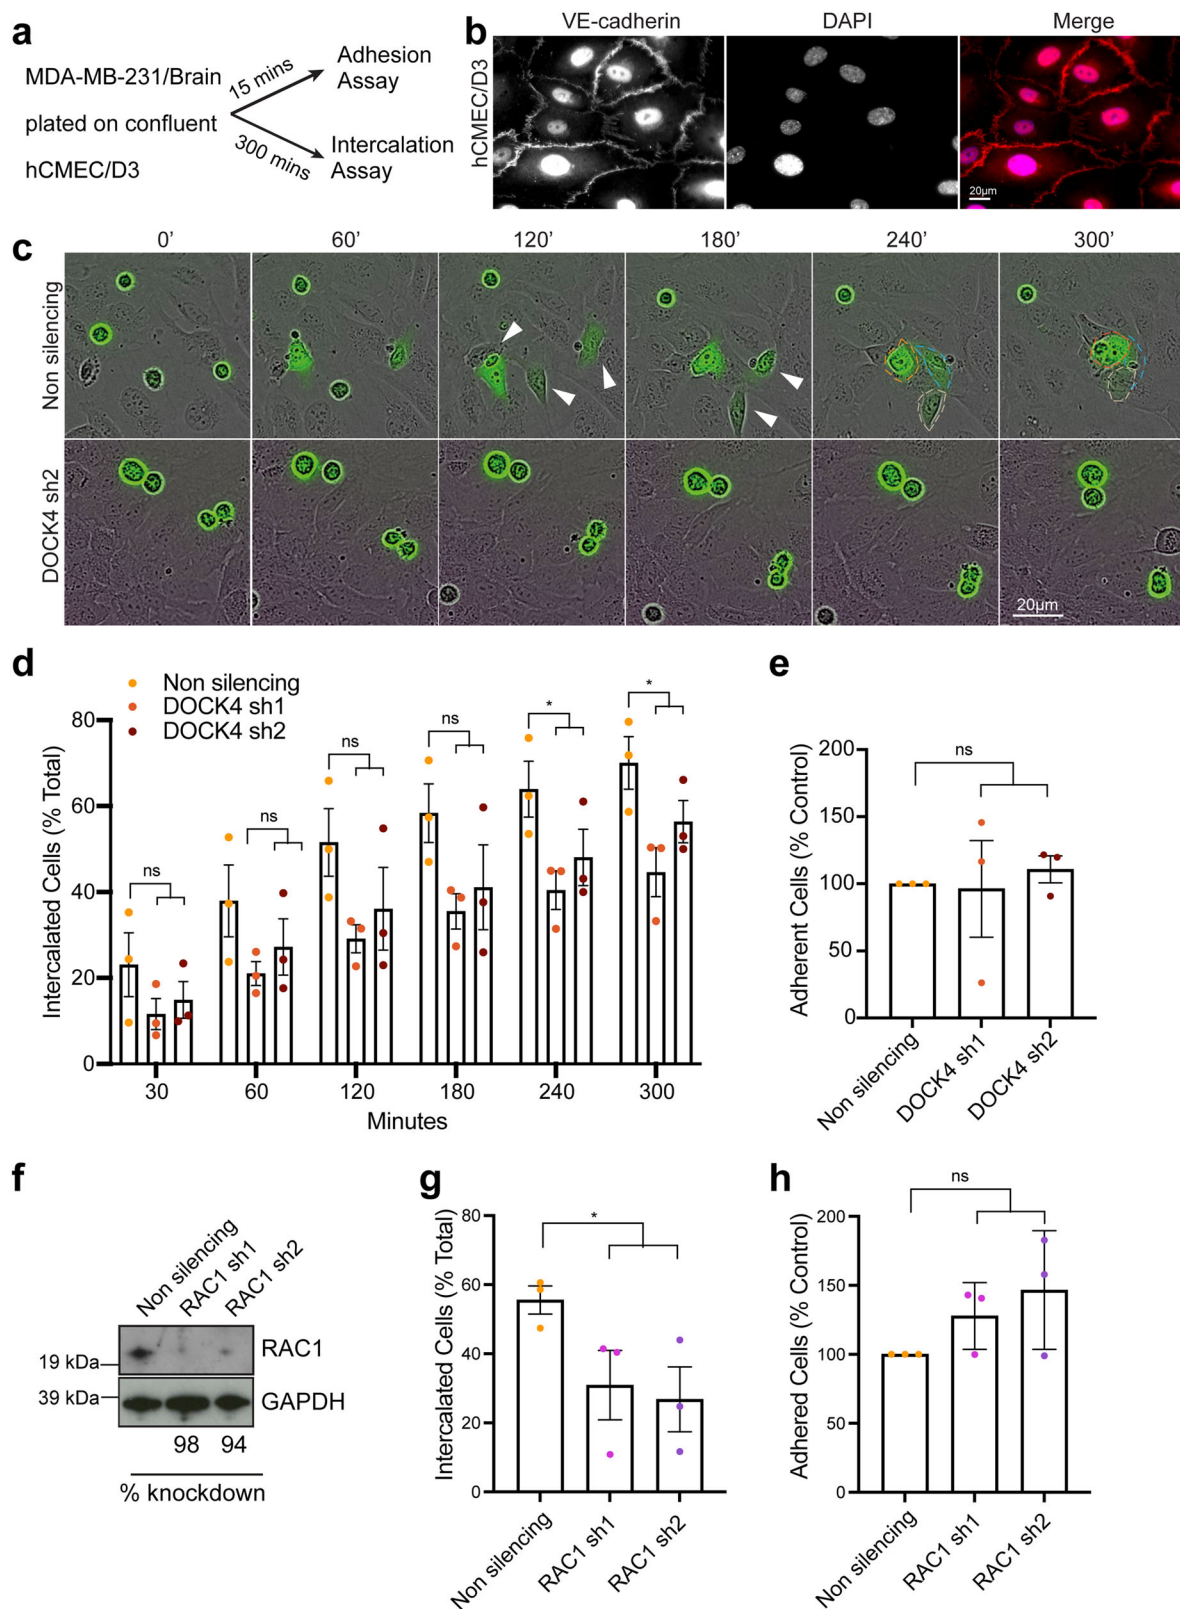 a
MDA-MB-231/Brain
plated on confluent
hCMEC/D3
15 mins
300 mins
Adhesion
Assay
Intercalation
Assay
b
VE-cadherin DAPI Merge
hCMEC/D3
20µm
c
0' 60' 120' 180' 240' 300'
Non silencing
DOCK4 sh2
20µm
d
Non silencing
DOCK4 sh1
DOCK4 sh2
Intercalated Cells (% Total)
80
60
40
20
0
ns ns ns ns * *
30 60 120 180 240 300
Minutes
e
Adherent Cells (% Control)
200
150
100
50
0
ns
Non silencing
DOCK4 sh1
DOCK4 sh2
f
Non silencing
RAC1 sh1
RAC1 sh2
RAC1
19 kDa
39 kDa
GAPDH
98 94
% knockdown
g
Intercalated Cells (% Total)
80
60
40
20
0
*
Non silencing
RAC1 sh1
RAC1 sh2
h
Adhered Cells (% Control)
200
150
100
50
0
ns
Non silencing
RAC1 sh1
RAC1 sh2